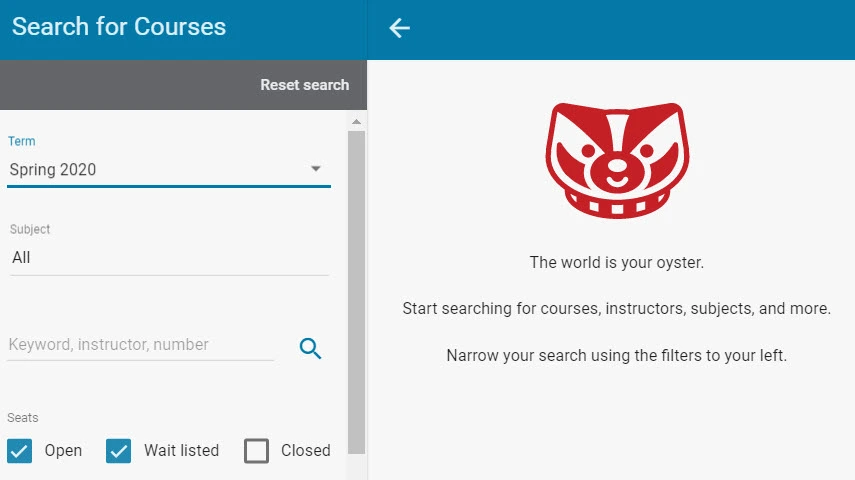 Search for Courses
Reset search
Term
Spring 2020
Subject
All
Keyword, instructor, number
Seats
Open Wait listed Closed
The world is your oyster.
Start searching for courses, instructors, subjects, and more.
Narrow your search using the filters to your left.